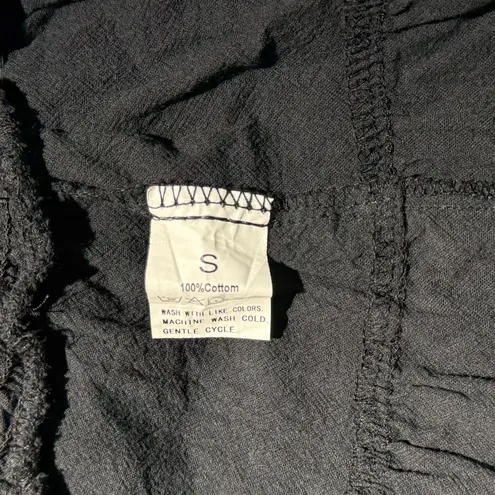 S
100%Cottom
WASH WITH LIKE COLORS.
MACHINE WASH COLD
GENTLE CYCLE